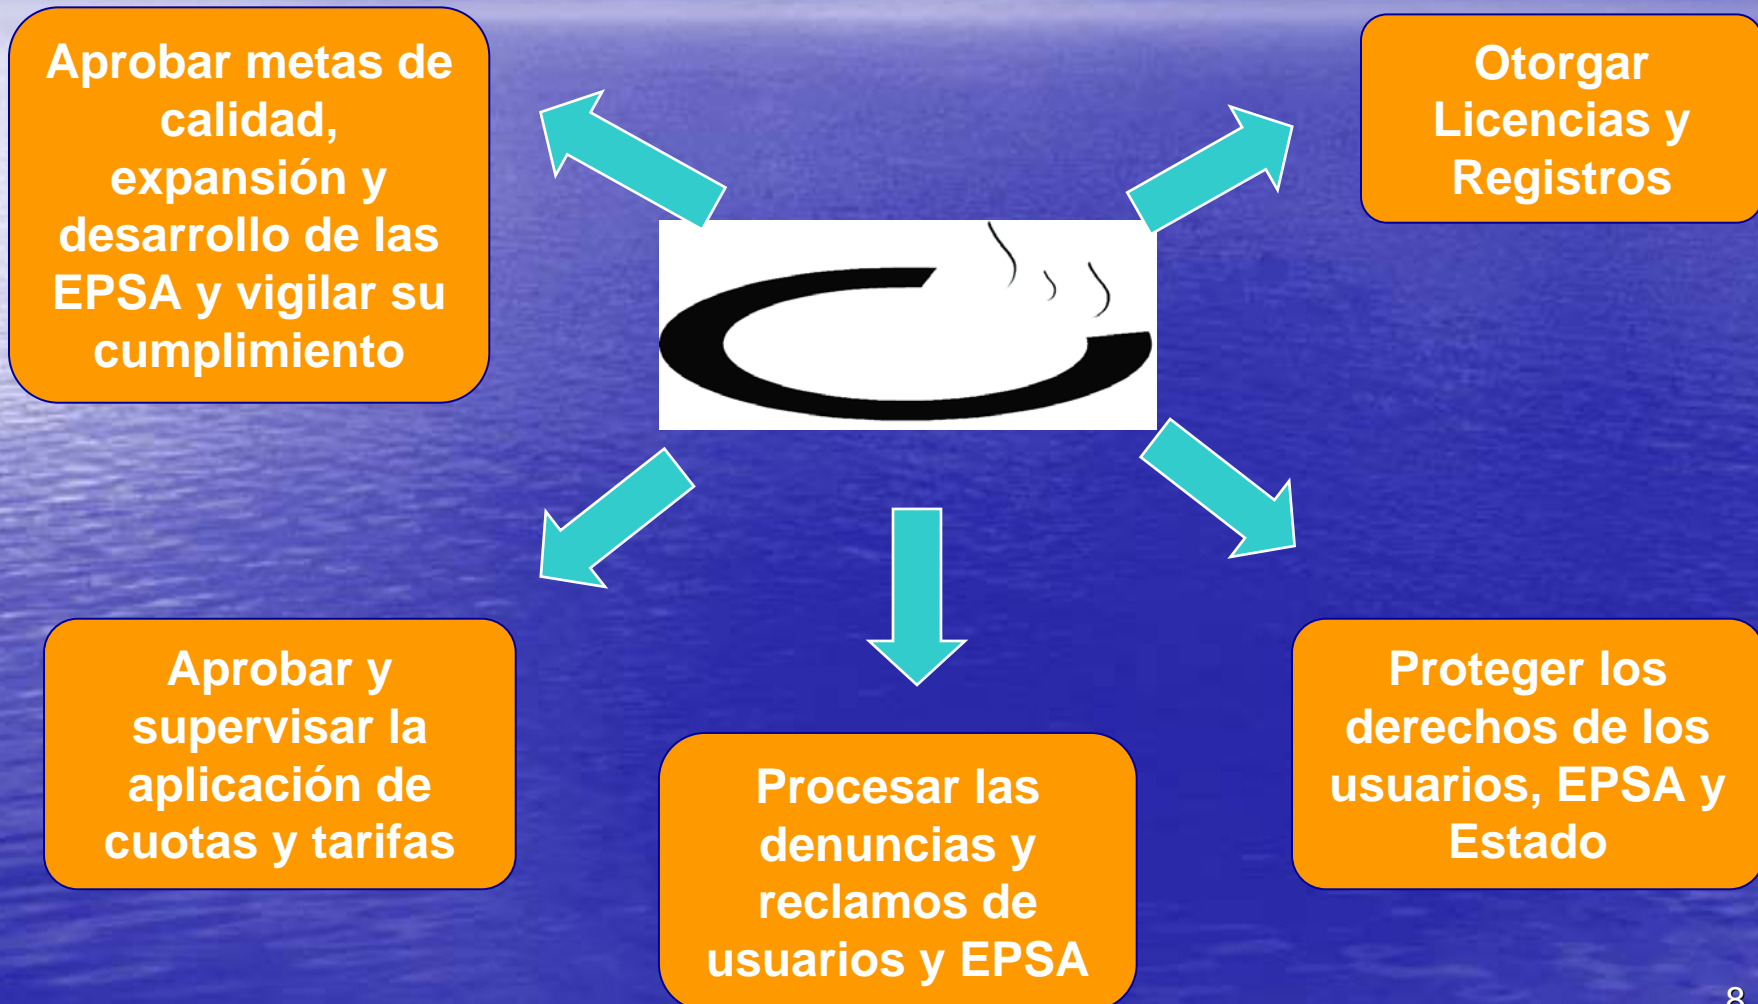 Aprobar metas de
calidad,
expansión y
desarrollo de las
EPSA y vigilar su
cumplimiento
Otorgar
Licencias y
Registros
Aprobar y
supervisar la
aplicación de
cuotas y tarifas
Procesar las
denuncias y
reclamos de
usuarios y EPSA
Proteger los
derechos de los
usuarios, EPSA y
Estado
8